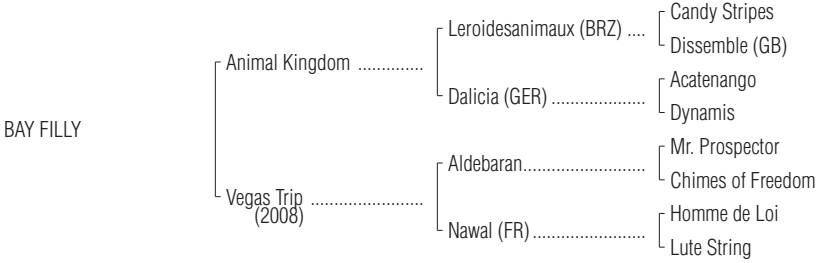 Candy Stripes
Leroidesanimaux (BRZ) ....
Dissemble (GB)
Animal Kingdom ..............
Acatenango
Dalicia (GER) .....................
Dynamis
BAY FILLY
Mr. Prospector
Aldebaran...........................
Chimes of Freedom
Vegas Trip ........................
(2008)
Homme de Loi
Nawal (FR).........................
Lute String